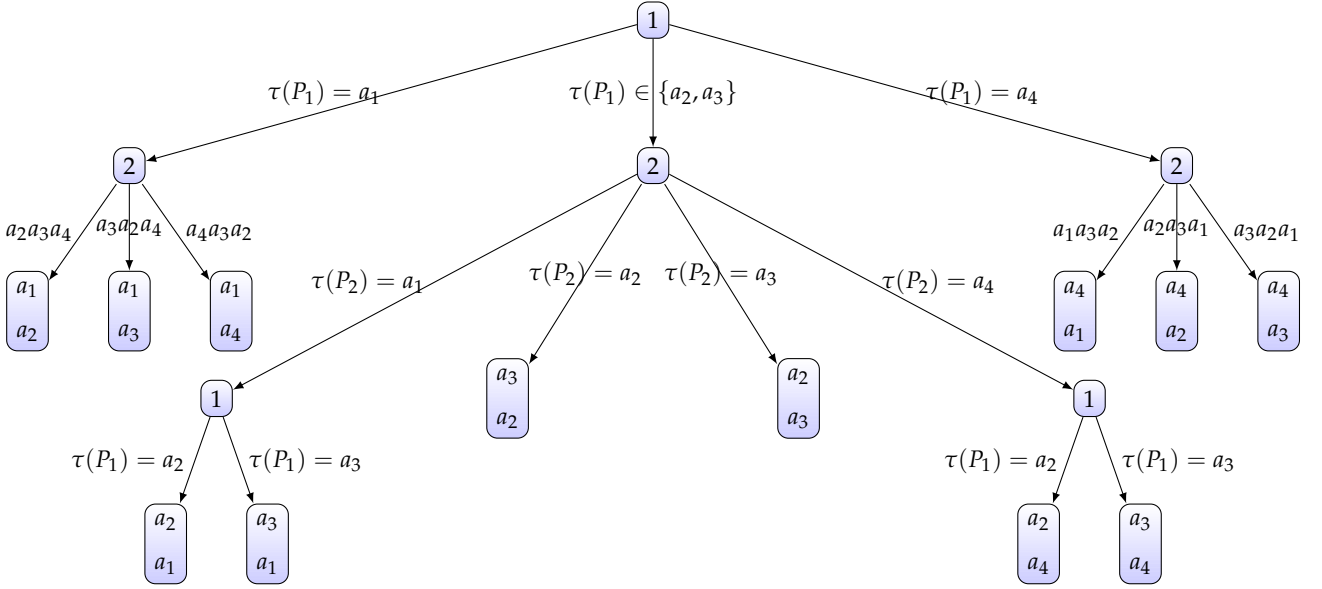 1
τ(P₁) = a₁
τ(P₁) ∈ {a₂, a₃}
τ(P₁) = a₄
2
2
2
a₂a₃a₄
a₃a₂a₄
a₄a₃a₂
a₁a₃a₂
a₂a₃a₁
a₃a₂a₁
τ(P₂) = a₁
τ(P₂) = a₂
τ(P₂) = a₃
τ(P₂) = a₄
a₁
a₂
a₁
a₃
a₁
a₄
a₄
a₁
a₄
a₂
a₄
a₃
1
a₃
a₂
a₂
a₃
1
τ(P₁) = a₂
τ(P₁) = a₃
τ(P₁) = a₂
τ(P₁) = a₃
a₂
a₁
a₃
a₁
a₂
a₄
a₃
a₄